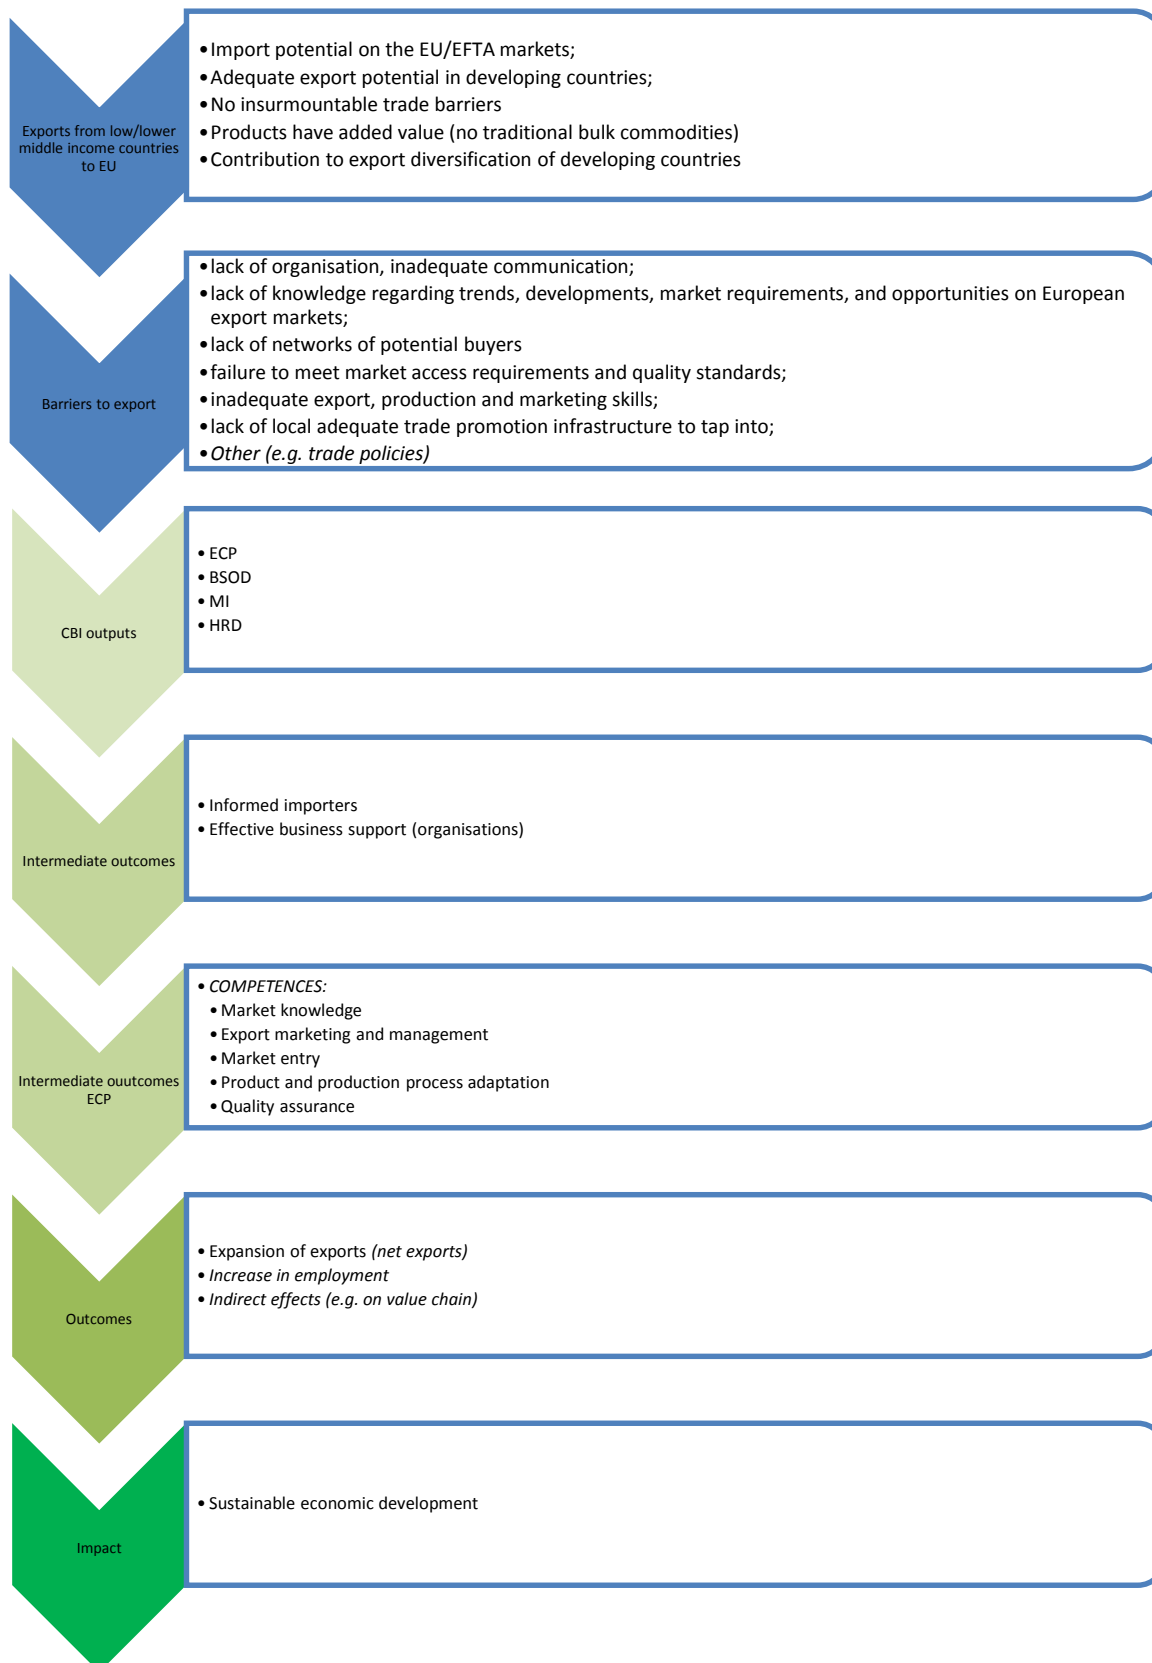 Exports from low/lower
middle income countries
to EU
•Import potential on the EU/EFTA markets;
•Adequate export potential in developing countries;
•No insurmountable trade barriers
•Products have added value (no traditional bulk commodities)
•Contribution to export diversification of developing countries
Barriers to export
•lack of organisation, inadequate communication;
•lack of knowledge regarding trends, developments, market requirements, and opportunities on European
export markets;
•lack of networks of potential buyers
•failure to meet market access requirements and quality standards;
•inadequate export, production and marketing skills;
•lack of local adequate trade promotion infrastructure to tap into;
•Other (e.g. trade policies)
CBI outputs
• ECP
• BSOD
• MI
• HRD
Intermediate outcomes
• Informed importers
• Effective business support (organisations)
Intermediate ouutcomes
ECP
• COMPETENCES:
• Market knowledge
• Export marketing and management
• Market entry
• Product and production process adaptation
• Quality assurance
Outcomes
• Expansion of exports (net exports)
• Increase in employment
• Indirect effects (e.g. on value chain)
Impact
• Sustainable economic development